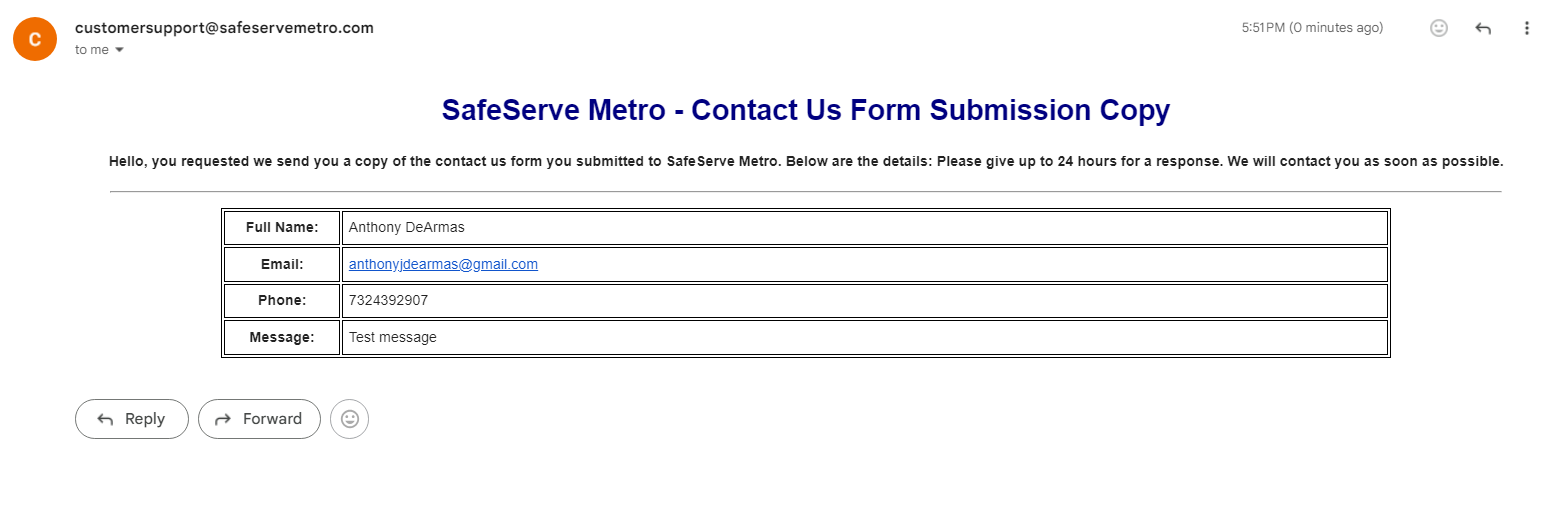 C
customersupport@safeservemetro.com
5:51 PM (0 minutes ago)
to me
SafeServe Metro - Contact Us Form Submission Copy
Hello, you requested we send you a copy of the contact us form you submitted to SafeServe Metro. Below are the details: Please give up to 24 hours for a response. We will contact you as soon as possible.
Full Name: Anthony DeArmas
Email: anthonyjdearmas@gmail.com
Phone: 7324392907
Message: Test message
Reply Forward